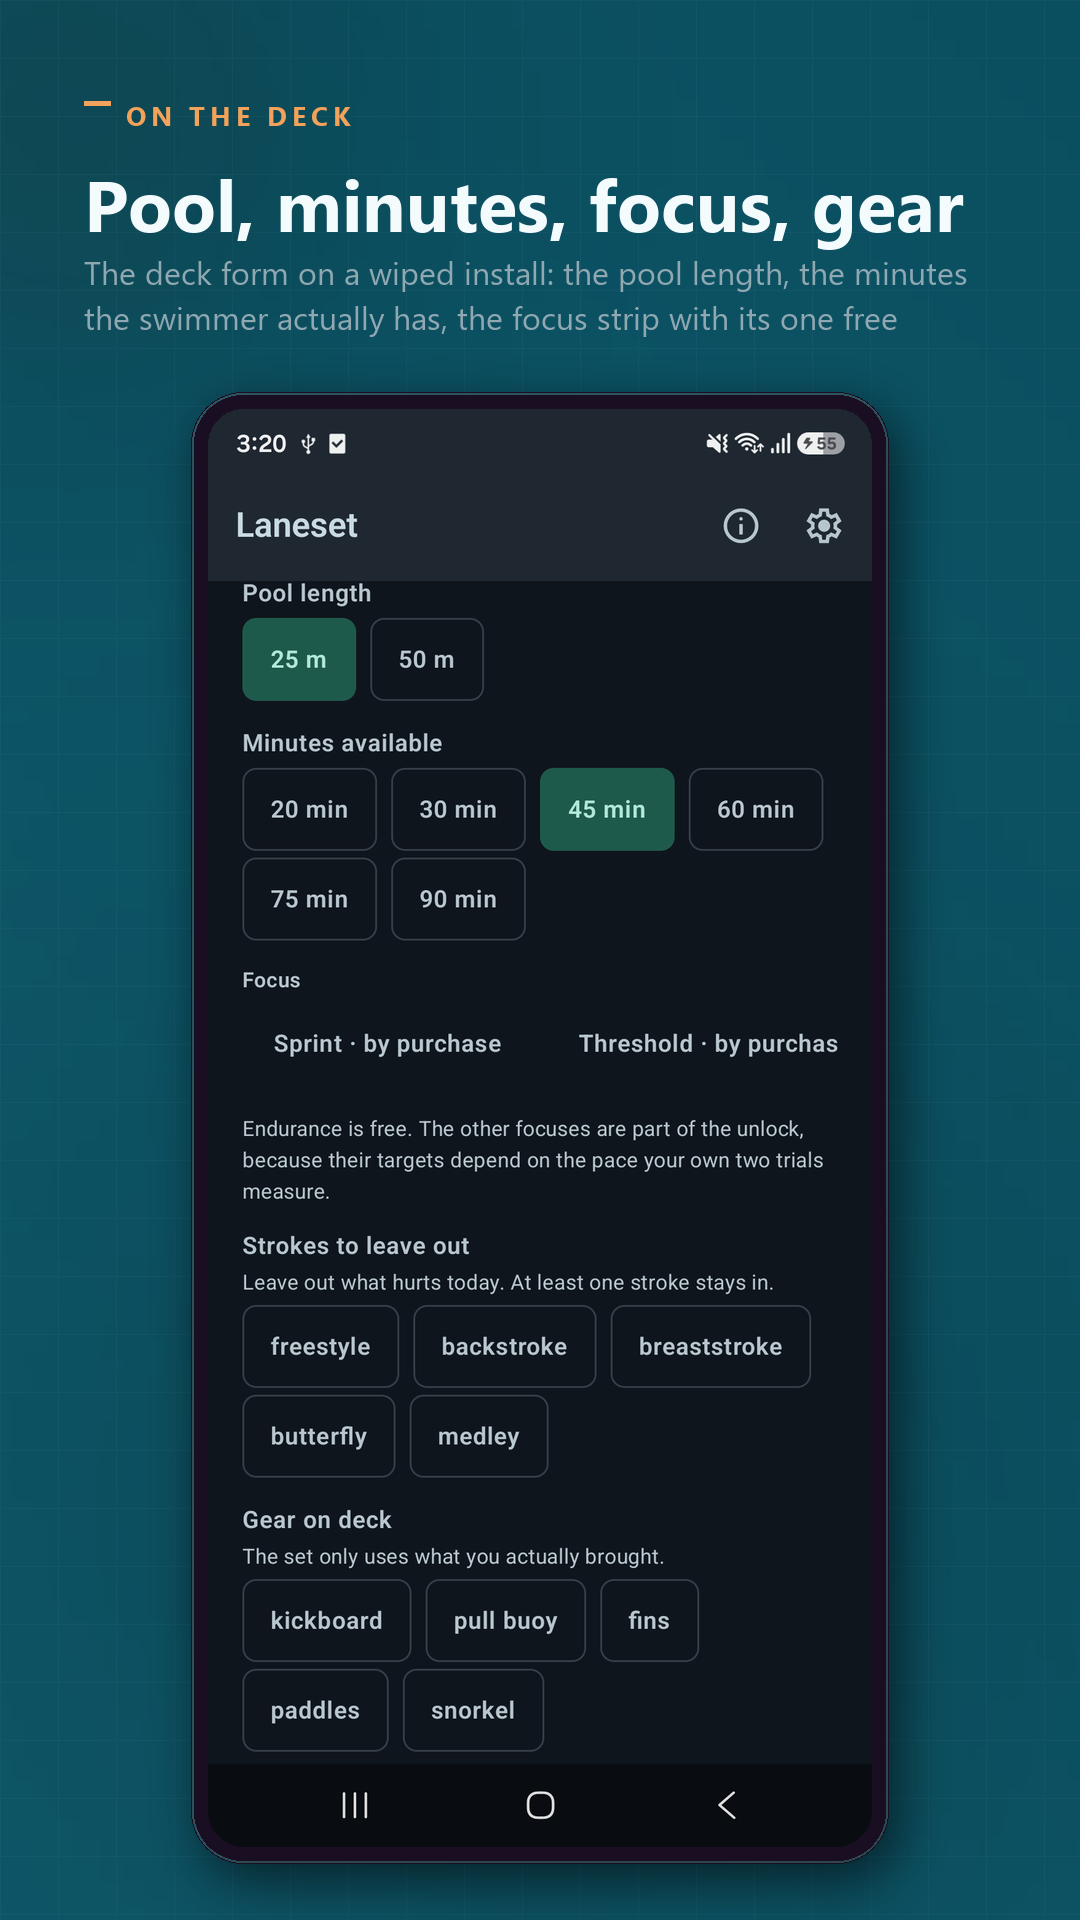 ON THE DECK
Pool, minutes, focus, gear
The deck form on a wiped install: the pool length, the minutes
the swimmer actually has, the focus strip with its one free
3:20
55
Laneset
Pool length
25 m
50 m
Minutes available
20 min
30 min
45 min
60 min
75 min
90 min
Focus
Sprint · by purchase
Threshold · by purchas
Endurance is free. The other focuses are part of the unlock,
because their targets depend on the pace your own two trials
measure.
Strokes to leave out
Leave out what hurts today. At least one stroke stays in.
freestyle
backstroke
breaststroke
butterfly
medley
Gear on deck
The set only uses what you actually brought.
kickboard
pull buoy
fins
paddles
snorkel